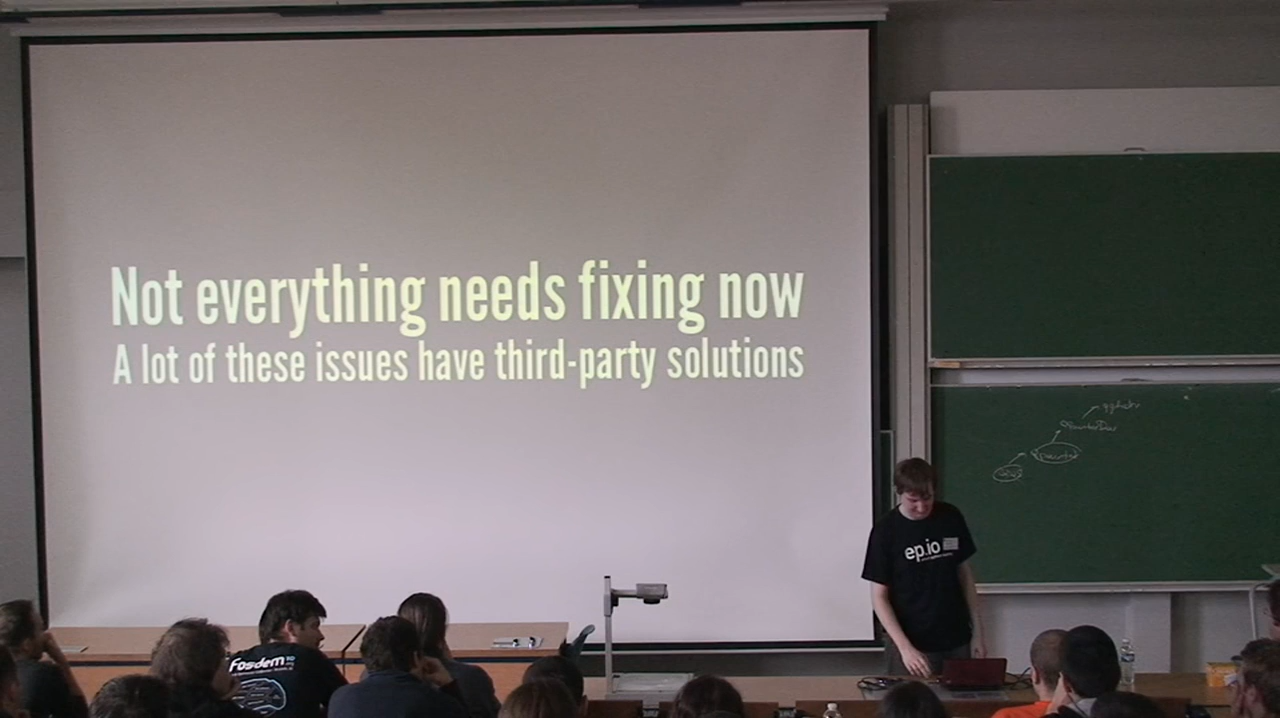 Not everything needs fixing now
A lot of these issues have third-party solutions
ep.io
Fosdem